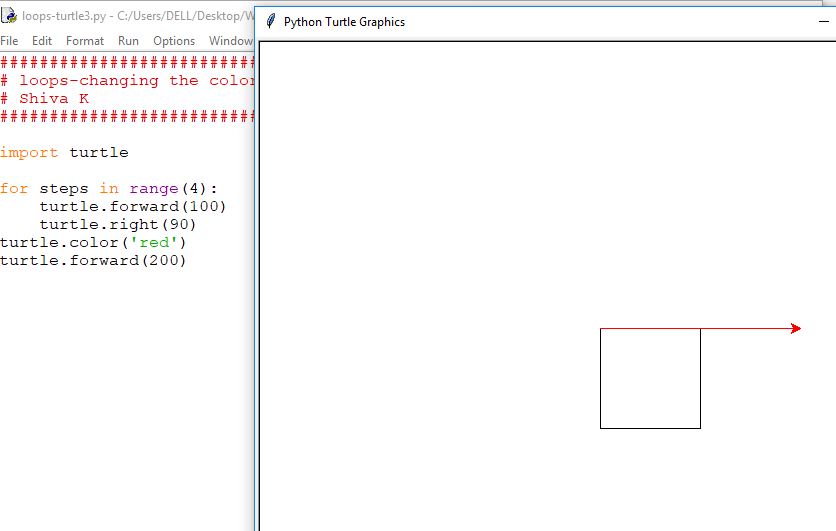 loops-turtle3.py - C:/Users/DELL/Desktop/W
File Edit Format Run Options Window
Python Turtle Graphics
##########################
# loops-changing the color
# Shiva K
##########################
import turtle
for steps in range(4):
    turtle.forward(100)
    turtle.right(90)
turtle.color('red')
turtle.forward(200)